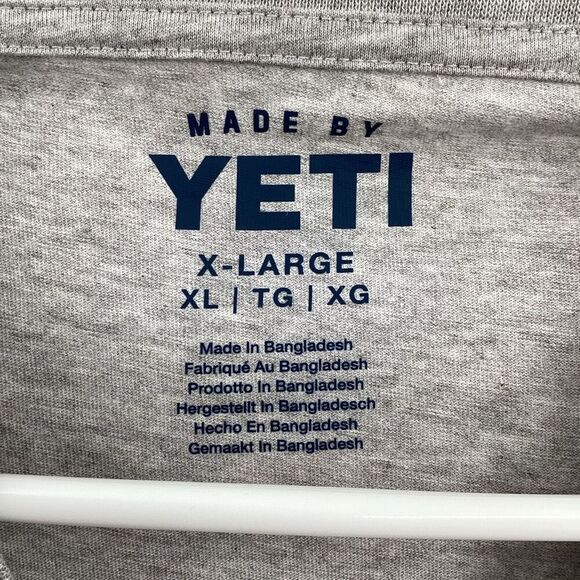 MADE BY
YETI
X-LARGE
XL | TG | XG
Made In Bangladesh
Fabriqué Au Bangladesh
Prodotto In Bangladesh
Hergestellt In Bangladesch
Hecho En Bangladesh
Gemaakt In Bangladesh